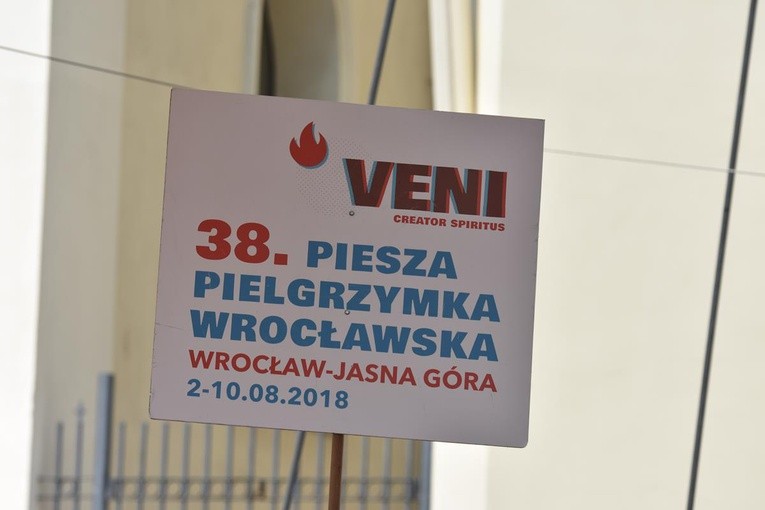 VENI
CREATOR SPIRITUS
38. PIESZA
PIELGRZYMKA
WROCŁAWSKA
WROCŁAW-JASNA GÓRA
2-10.08.2018